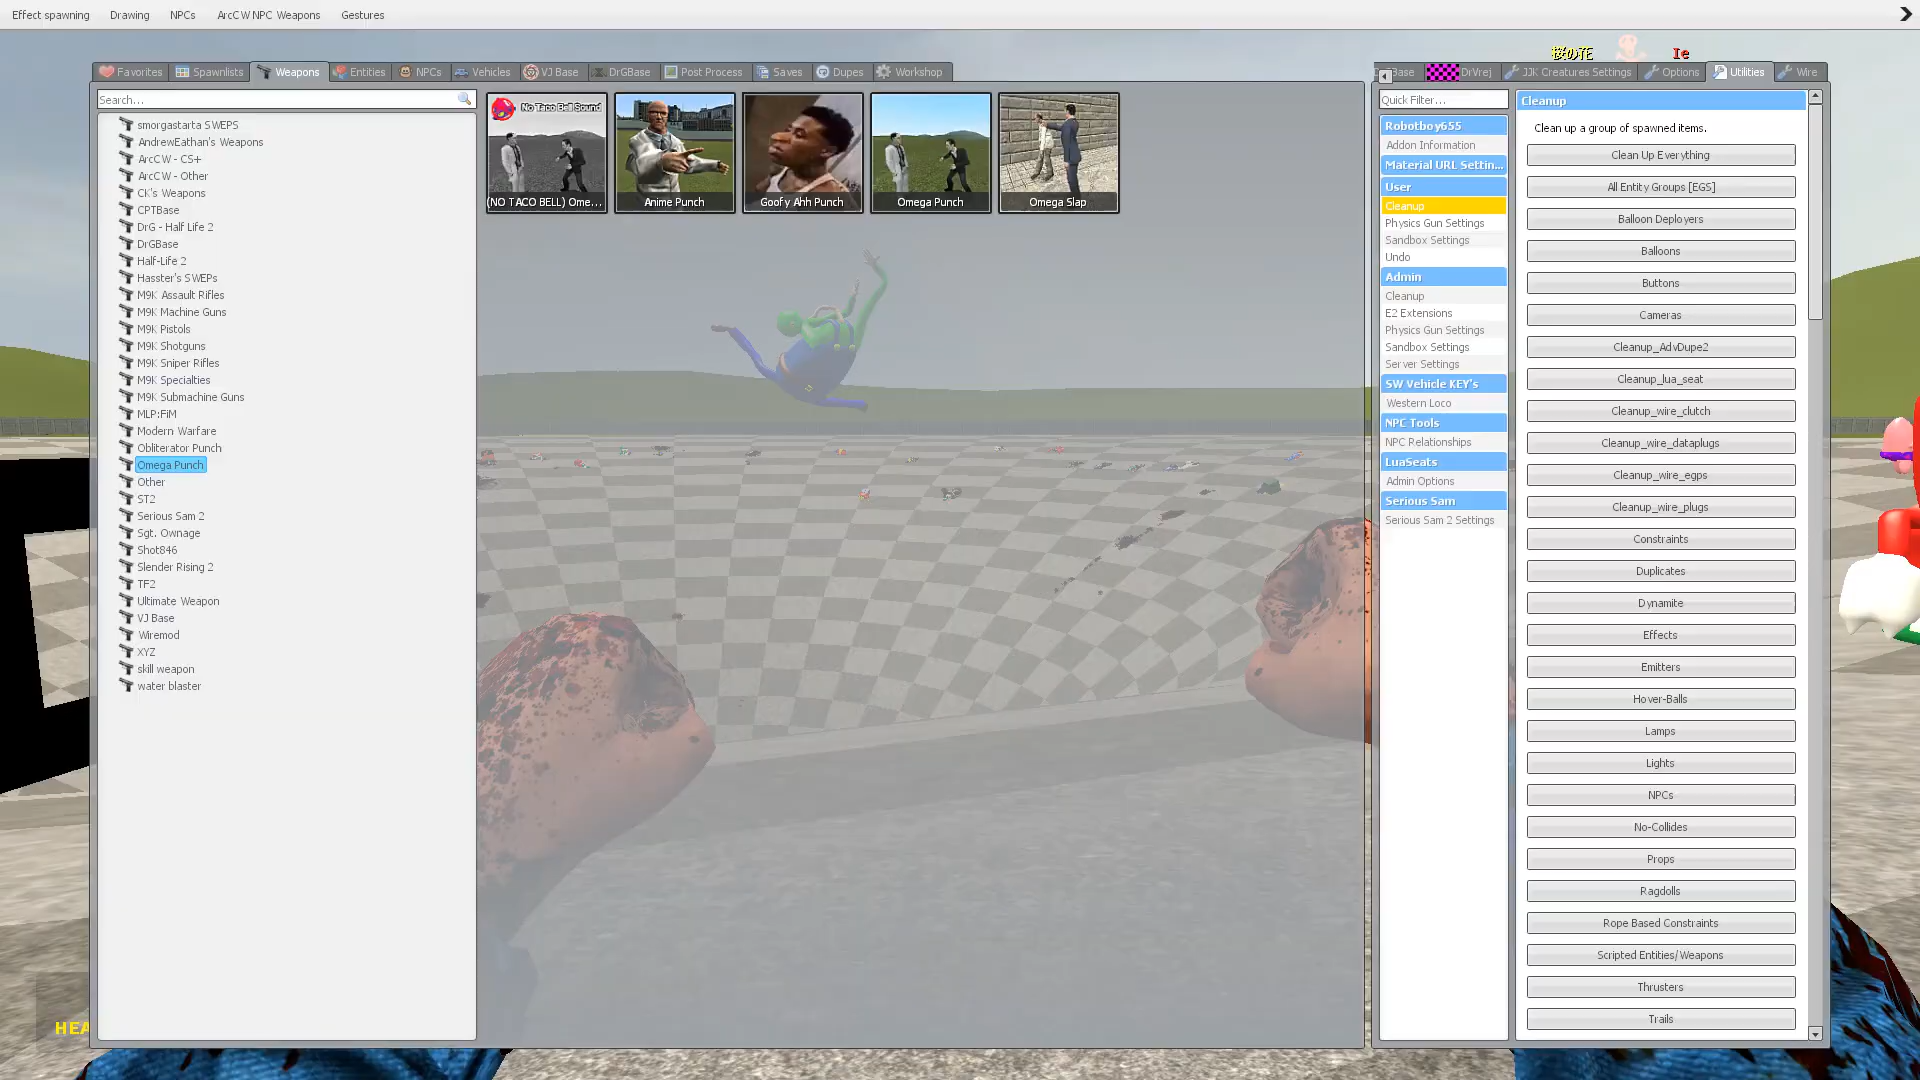 Effect spawning Drawing NPCs ArcCW NPC Weapons Gestures
桜の花 Ie
Favorites Spawnlists Weapons Entities NPCs Vehicles VJ Base DrGBase Post Process Saves Dupes Workshop
Base DrVrej JJK Creatures Settings Options Utilities Wire
Search...
smorgastarta SWEPS
AndrewEathan's Weapons
ArcCW - CS+
ArcCW - Other
CK's Weapons
CPTBase
DrG - Half Life 2
DrGBase
Half-Life 2
Hasster's SWEPs
M9K Assault Rifles
M9K Machine Guns
M9K Pistols
M9K Shotguns
M9K Sniper Rifles
M9K Specialties
M9K Submachine Guns
MLP:FiM
Modern Warfare
Obliterator Punch
Omega Punch
Other
ST2
Serious Sam 2
Sgt. Ownage
Shot846
Slender Rising 2
TF2
Ultimate Weapon
VJ Base
Wiremod
XYZ
skill weapon
water blaster
HEA
No Taco Bell Sound
(NO TACO BELL) Ome...
Anime Punch
Goofy Ahh Punch
Omega Punch
Omega Slap
Quick Filter...
Robotboy655
Addon Information
Material URL Settin...
User
Cleanup
Physics Gun Settings
Sandbox Settings
Undo
Admin
Cleanup
E2 Extensions
Physics Gun Settings
Sandbox Settings
Server Settings
SW Vehicle KEY's
Western Loco
NPC Tools
NPC Relationships
LuaSeats
Admin Options
Serious Sam
Serious Sam 2 Settings
Cleanup
Clean up a group of spawned items.
Clean Up Everything
All Entity Groups [EGS]
Balloon Deployers
Balloons
Buttons
Cameras
Cleanup_AdvDupe2
Cleanup_lua_seat
Cleanup_wire_clutch
Cleanup_wire_dataplugs
Cleanup_wire_egps
Cleanup_wire_plugs
Constraints
Duplicates
Dynamite
Effects
Emitters
Hover-Balls
Lamps
Lights
NPCs
No-Collides
Props
Ragdolls
Rope Based Constraints
Scripted Entities/Weapons
Thrusters
Trails